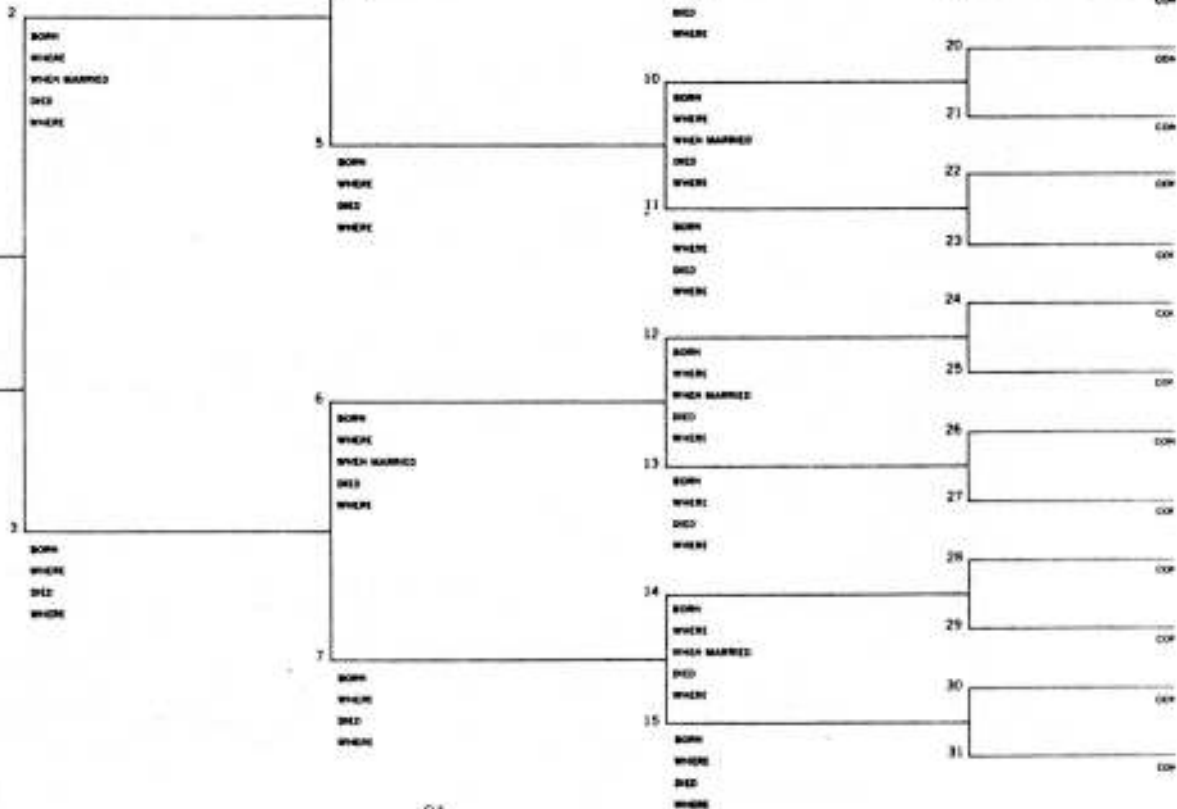 2
BORN
WHERE
WHEN MARRIED
DIED
WHERE
3
BORN
WHERE
DIED
WHERE
5
BORN
WHERE
DIED
WHERE
6
BORN
WHERE
WHEN MARRIED
DIED
WHERE
7
BORN
WHERE
DIED
WHERE
DIED
WHERE
10
BORN
WHERE
WHEN MARRIED
DIED
WHERE
11
BORN
WHERE
DIED
WHERE
12
BORN
WHERE
WHEN MARRIED
DIED
WHERE
13
BORN
WHERE
DIED
WHERE
14
BORN
WHERE
WHEN MARRIED
DIED
WHERE
15
BORN
WHERE
DIED
WHERE
20
21
22
23
24
25
26
27
28
29
30
31